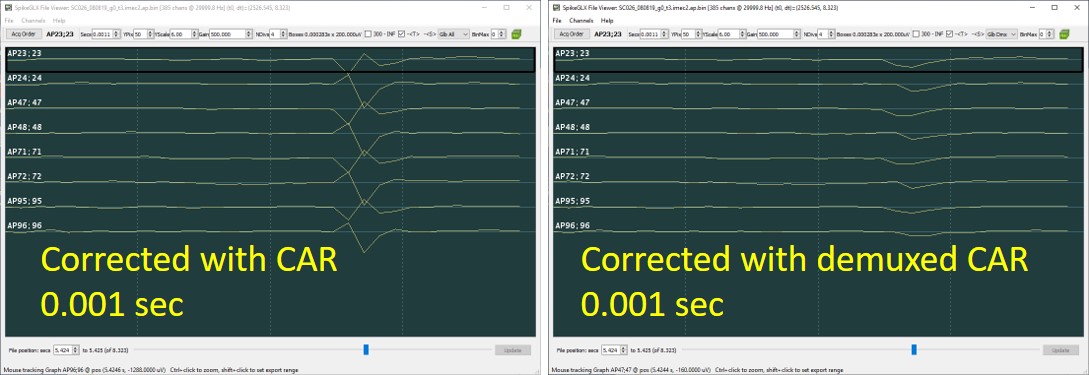 SpikeGLX File Viewer: SC026_080819_g0_t3.imec2.ap.bin [385 chans @ 29999.8 Hz] (t0, dt)=(2526.545, 8.323)
File Channels Help
Acq Order AP23;23 Secs 0.0011 YPix 50 YScale 6.00 Gain 500.000 NDivs 4 Boxes 0.000283s x 200.000uV 300 - INF -<T> -<S> Glb All BinMax 0
AP23;23
AP24;24
AP47;47
AP48;48
AP71;71
AP72;72
AP95;95
AP96;96
Corrected with CAR
0.001 sec
File position: secs 5.424 to 5.425 (of 8.323) Update
Mouse tracking Graph AP96;96 @ pos (5.4246 s, -1288.0000 uV) Ctrl+click to zoom, shift+click to set export range
SpikeGLX File Viewer: SC026_080819_g0_t3.imec2.ap.bin [385 chans @ 29999.8 Hz] (t0, dt)=(2526.545, 8.323)
File Channels Help
Acq Order AP23;23 Secs 0.0011 YPix 50 YScale 6.00 Gain 500.000 NDivs 4 Boxes 0.000283s x 200.000uV 300 - INF -<T> -<S> Glb Dmx BinMax 0
AP23;23
AP24;24
AP47;47
AP48;48
AP71;71
AP72;72
AP95;95
AP96;96
Corrected with demuxed CAR
0.001 sec
File position: secs 5.424 to 5.425 (of 8.323) Update
Mouse tracking Graph AP47;47 @ pos (5.4244 s, -160.0000 uV) Ctrl+click to zoom, shift+click to set export range